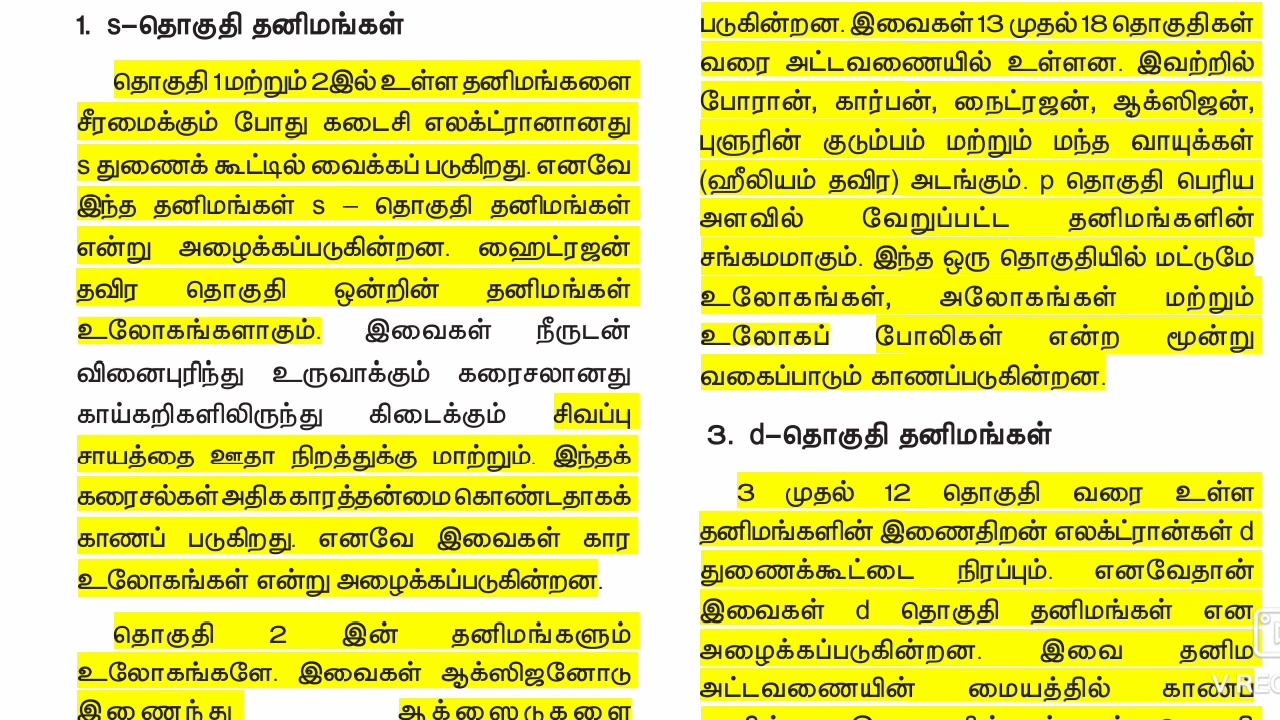 1. s–தொகுதி தனிமங்கள்
தொகுதி 1 மற்றும் 2இல் உள்ள தனிமங்களை
சீரமைக்கும் போது கடைசி எலக்ட்ரானானது
s துணைக் கூட்டில் வைக்கப் படுகிறது. எனவே
இந்த தனிமங்கள் s – தொகுதி தனிமங்கள்
என்று அழைக்கப்படுகின்றன. ஹைட்ரஜன்
தவிர தொகுதி ஒன்றின் தனிமங்கள்
உலோகங்களாகும். இவைகள் நீருடன்
வினைபுரிந்து உருவாக்கும் கரைசலானது
காய்கறிகளிலிருந்து கிடைக்கும் சிவப்பு
சாயத்தை ஊதா நிறத்துக்கு மாற்றும். இந்தக்
கரைசல்கள் அதிக காரத்தன்மை கொண்டதாகக்
காணப் படுகிறது. எனவே இவைகள் கார
உலோகங்கள் என்று அழைக்கப்படுகின்றன.
தொகுதி 2 இன் தனிமங்களும்
உலோகங்களே. இவைகள் ஆக்ஸிஜனோடு
இணைந்து ஆக்ஸைடுகளை
படுகின்றன. இவைகள் 13 முதல் 18 தொகுதிகள்
வரை அட்டவணையில் உள்ளன. இவற்றில்
போரான், கார்பன், நைட்ரஜன், ஆக்ஸிஜன்,
புளுரின் குடும்பம் மற்றும் மந்த வாயுக்கள்
(ஹீலியம் தவிர) அடங்கும். p தொகுதி பெரிய
அளவில் வேறுப்பட்ட தனிமங்களின்
சங்கமமாகும். இந்த ஒரு தொகுதியில் மட்டுமே
உலோகங்கள், அலோகங்கள் மற்றும்
உலோகப் போலிகள் என்ற மூன்று
வகைப்பாடும் காணப்படுகின்றன.
3. d–தொகுதி தனிமங்கள்
3 முதல் 12 தொகுதி வரை உள்ள
தனிமங்களின் இணைதிறன் எலக்ட்ரான்கள் d
துணைக்கூட்டை நிரப்பும். எனவேதான்
இவைகள் d தொகுதி தனிமங்கள் என
அழைக்கப்படுகின்றன. இவை தனிம
அட்டவணையின் மையத்தில் காணப்